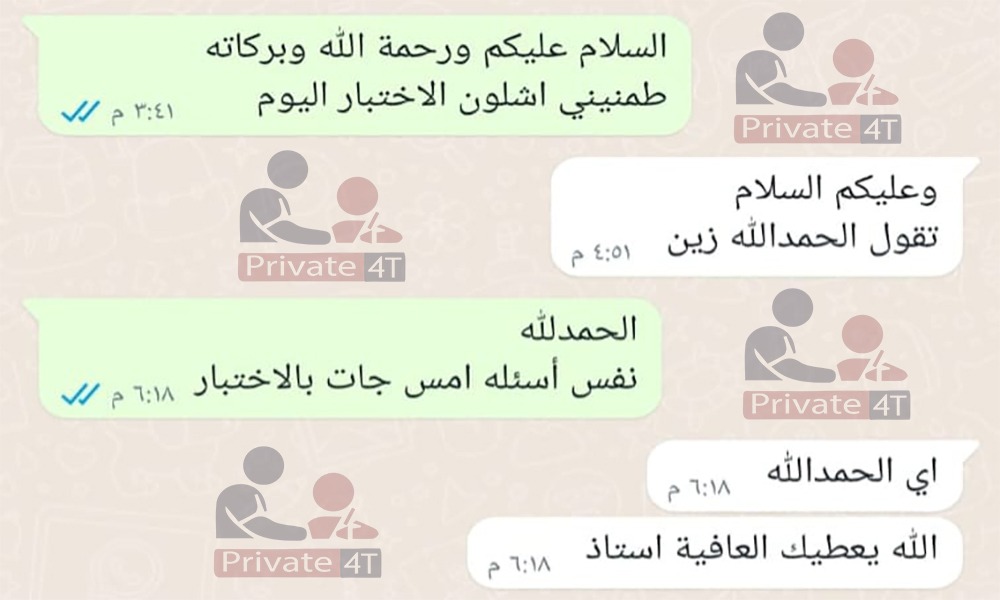 السلام عليكم ورحمة الله وبركاته
طمنيني اشلون الاختبار اليوم
٣:٤١ م
Private 4T
وعليكم السلام
تقول الحمدالله زين
٤:٥١ م
Private 4T
الحمدلله
نفس أسئله امس جات بالاختبار
٦:١٨ م
Private 4T
اي الحمدالله
٦:١٨ م
الله يعطيك العافية استاذ
٦:١٨ م
Private 4T